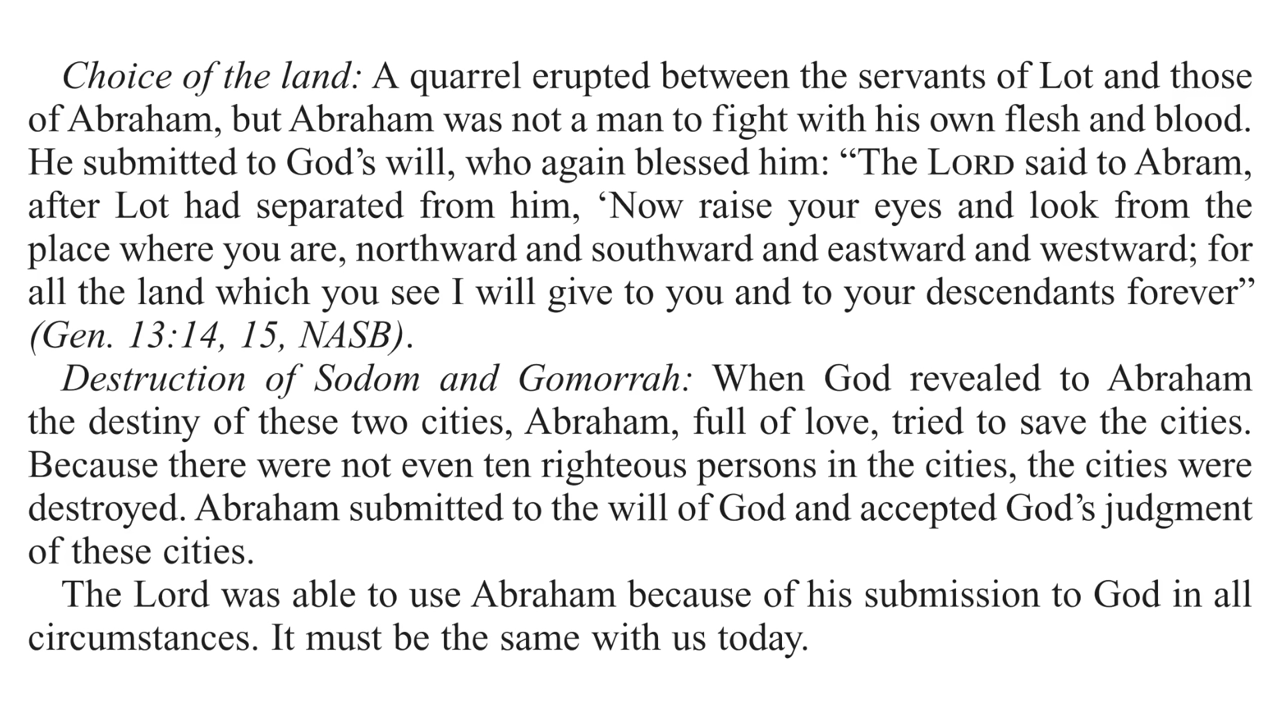 Choice of the land: A quarrel erupted between the servants of Lot and those
of Abraham, but Abraham was not a man to fight with his own flesh and blood.
He submitted to God’s will, who again blessed him: “The LORD said to Abram,
after Lot had separated from him, ‘Now raise your eyes and look from the
place where you are, northward and southward and eastward and westward; for
all the land which you see I will give to you and to your descendants forever”
(Gen. 13:14, 15, NASB).
Destruction of Sodom and Gomorrah: When God revealed to Abraham
the destiny of these two cities, Abraham, full of love, tried to save the cities.
Because there were not even ten righteous persons in the cities, the cities were
destroyed. Abraham submitted to the will of God and accepted God’s judgment
of these cities.
The Lord was able to use Abraham because of his submission to God in all
circumstances. It must be the same with us today.